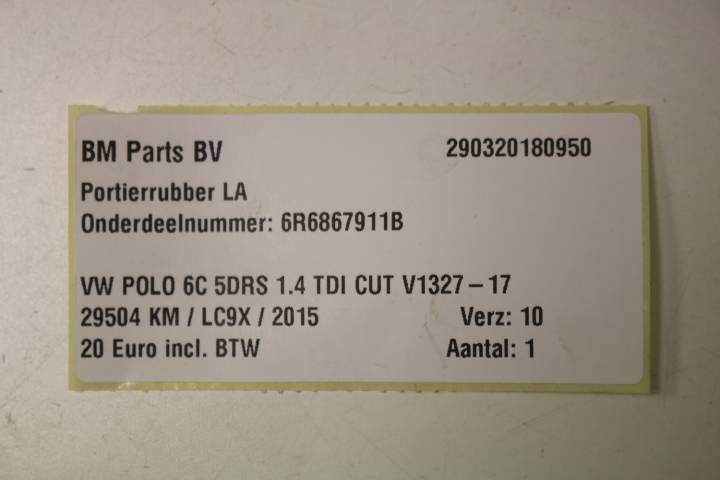 BM Parts BV 290320180950
Portierrubber LA
Onderdeelnummer: 6R6867911B
VW POLO 6C 5DRS 1.4 TDI CUT V1327-17
29504 KM / LC9X / 2015 Verz: 10
20 Euro incl. BTW Aantal: 1